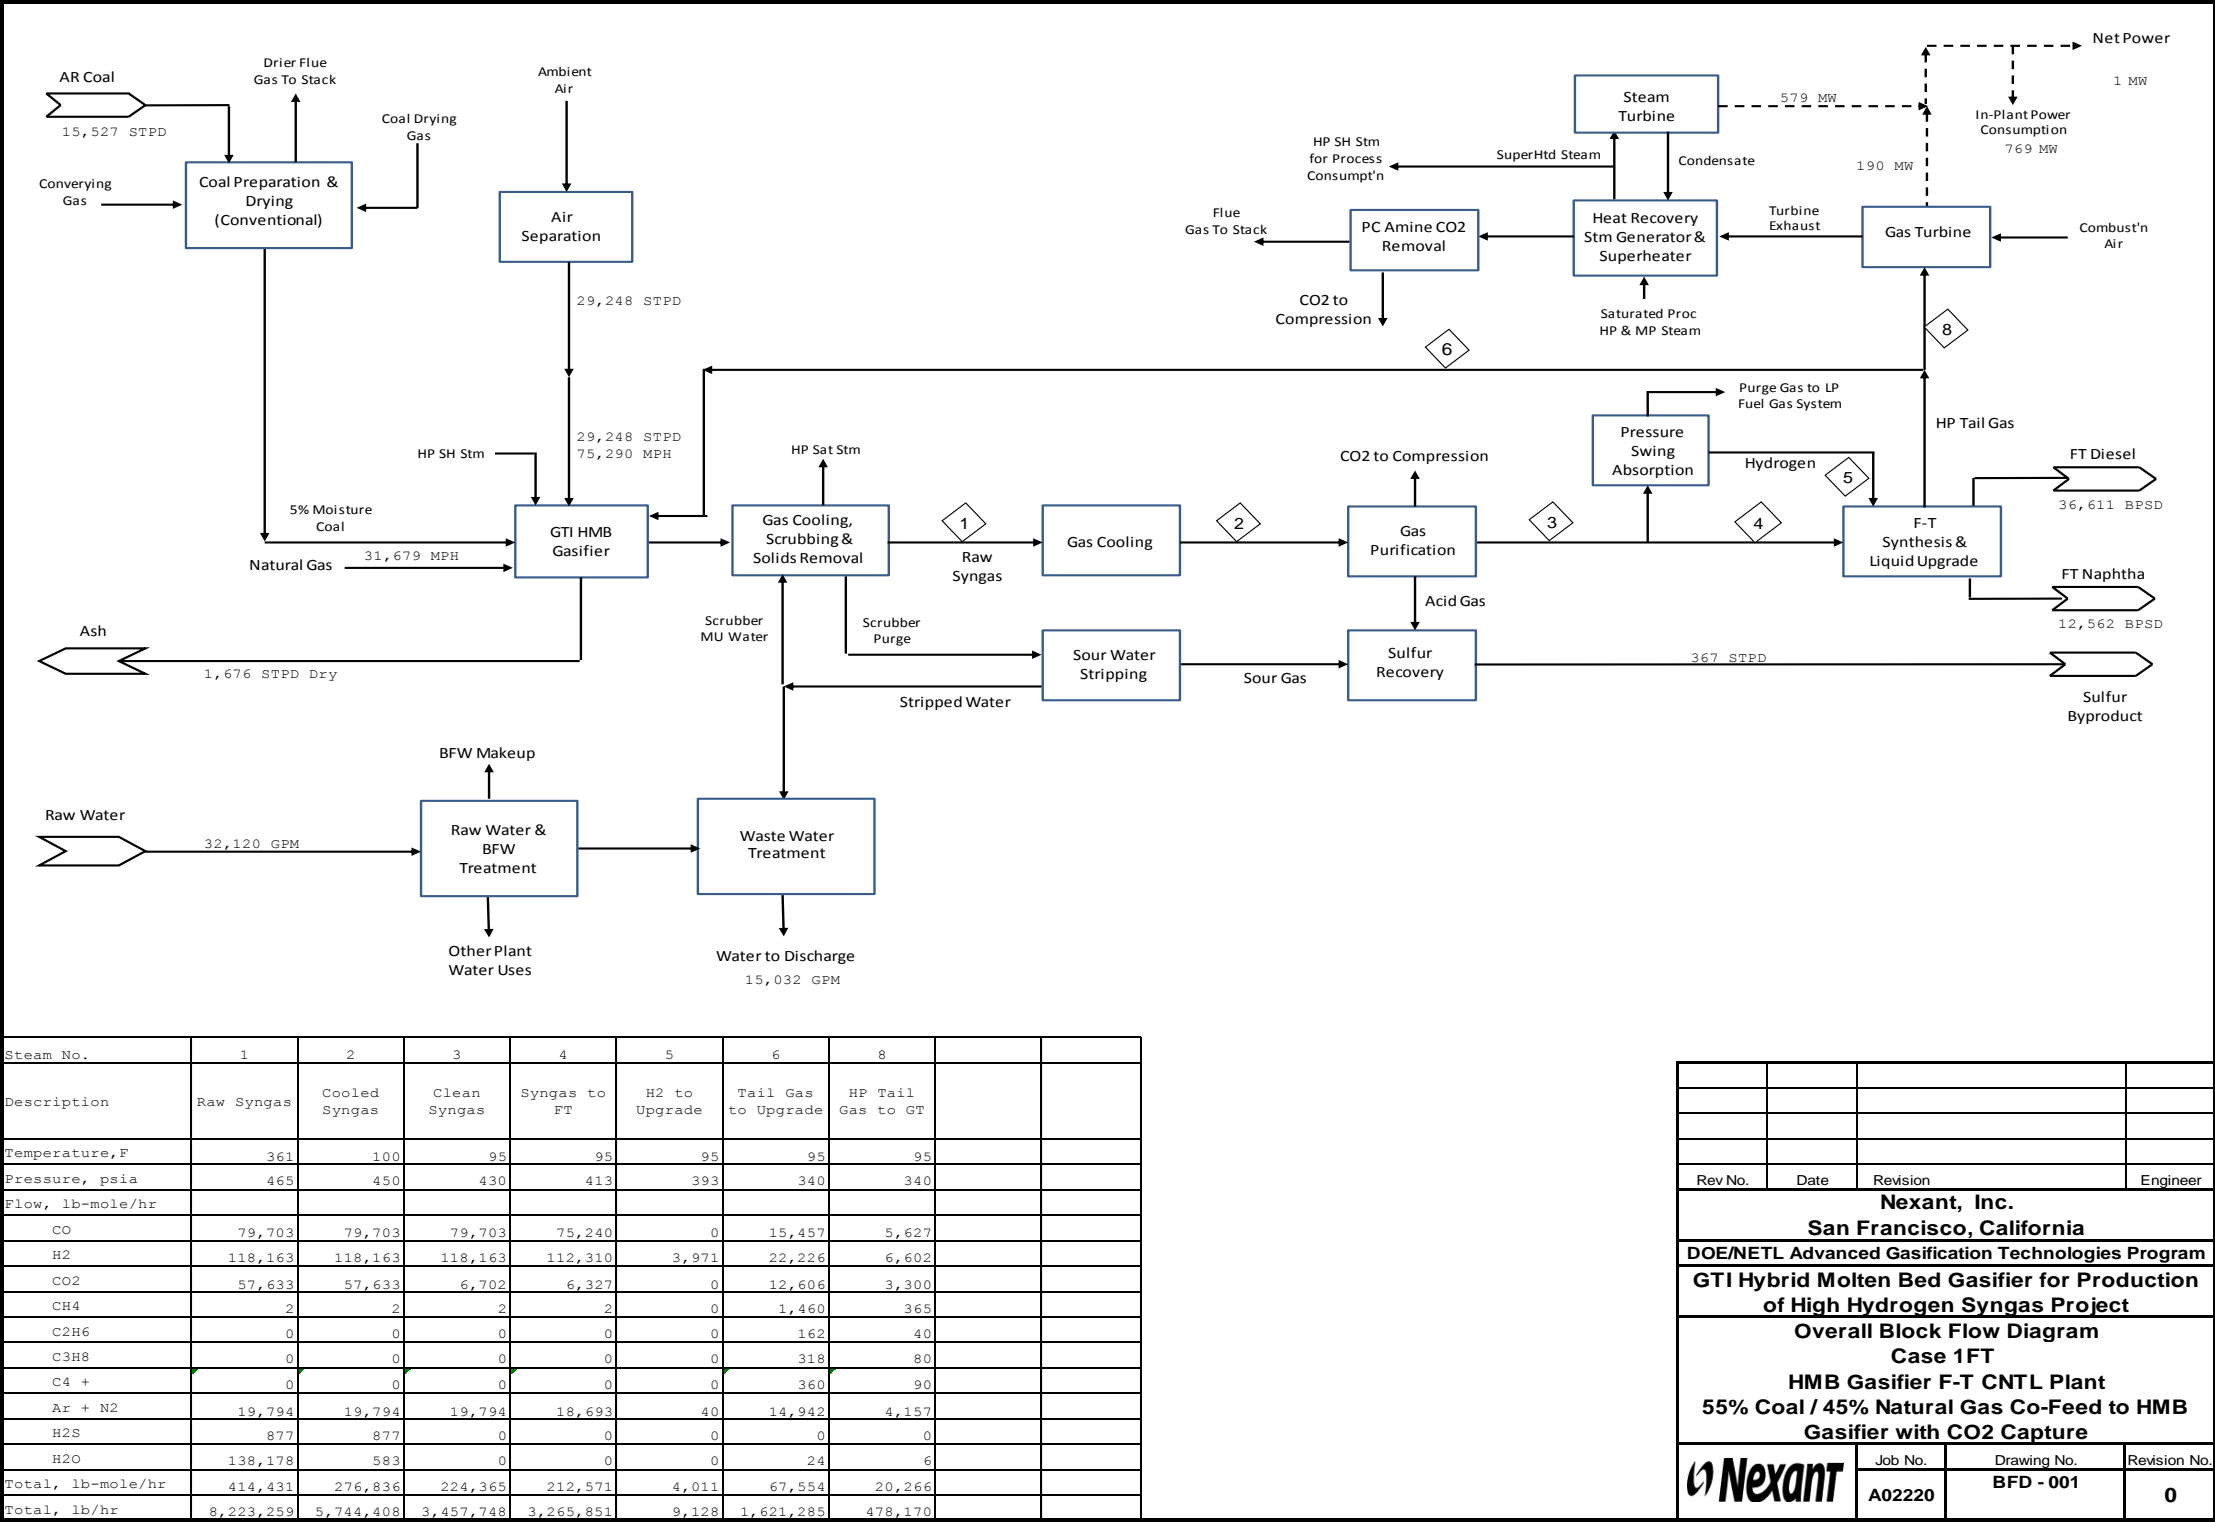 AR Coal
15,527 STPD
Drier Flue
Gas To Stack
Coal Drying
Gas
Converying
Gas
Coal Preparation &
Drying
(Conventional)
Ambient
Air
Air
Separation
29,248 STPD
29,248 STPD
75,290 MPH
HP SH Stm
5% Moisture
Coal
Natural Gas
31,679 MPH
GTI HMB
Gasifier
Ash
1,676 STPD Dry
HP Sat Stm
Gas Cooling,
Scrubbing &
Solids Removal
1
Raw
Syngas
Gas Cooling
2
Scrubber
MU Water
Scrubber
Purge
Sour Water
Stripping
Stripped Water
Sour Gas
CO2 to Compression
Gas
Purification
Acid Gas
Sulfur
Recovery
367 STPD
Sulfur
Byproduct
3
4
Pressure
Swing
Absorption
Purge Gas to LP
Fuel Gas System
Hydrogen
5
F-T
Synthesis &
Liquid Upgrade
HP Tail Gas
FT Diesel
36,611 BPSD
FT Naphtha
12,562 BPSD
6
8
Steam
Turbine
579 MW
Net Power
1 MW
In-Plant Power
Consumption
769 MW
190 MW
HP SH Stm
for Process
Consumpt'n
SuperHtd Steam
Condensate
Flue
Gas To Stack
PC Amine CO2
Removal
CO2 to
Compression
Heat Recovery
Stm Generator &
Superheater
Saturated Proc
HP & MP Steam
Turbine
Exhaust
Gas Turbine
Combust'n
Air
BFW Makeup
Raw Water
32,120 GPM
Raw Water &
BFW
Treatment
Other Plant
Water Uses
Waste Water
Treatment
Water to Discharge
15,032 GPM
Steam No. 1 2 3 4 5 6 8
Description Raw Syngas Cooled Syngas Clean Syngas Syngas to FT H2 to Upgrade Tail Gas to Upgrade HP Tail Gas to GT
Temperature,F 361 100 95 95 95 95 95
Pressure, psia 465 450 430 413 393 340 340
Flow, lb-mole/hr
CO 79,703 79,703 79,703 75,240 0 15,457 5,627
H2 118,163 118,163 118,163 112,310 3,971 22,226 6,602
CO2 57,633 57,633 6,702 6,327 0 12,606 3,300
CH4 2 2 2 2 0 1,460 365
C2H6 0 0 0 0 0 162 40
C3H8 0 0 0 0 0 318 80
C4 + 0 0 0 0 0 360 90
Ar + N2 19,794 19,794 19,794 18,693 40 14,942 4,157
H2S 877 877 0 0 0 0 0
H2O 138,178 583 0 0 0 24 6
Total, lb-mole/hr 414,431 276,836 224,365 212,571 4,011 67,554 20,266
Total, lb/hr 8,223,259 5,744,408 3,457,748 3,265,851 9,128 1,621,285 478,170
Rev No. Date Revision Engineer
Nexant, Inc.
San Francisco, California
DOE/NETL Advanced Gasification Technologies Program
GTI Hybrid Molten Bed Gasifier for Production
of High Hydrogen Syngas Project
Overall Block Flow Diagram
Case 1FT
HMB Gasifier F-T CNTL Plant
55% Coal / 45% Natural Gas Co-Feed to HMB
Gasifier with CO2 Capture
Nexant
Job No. Drawing No. Revision No.
A02220 BFD - 001 0